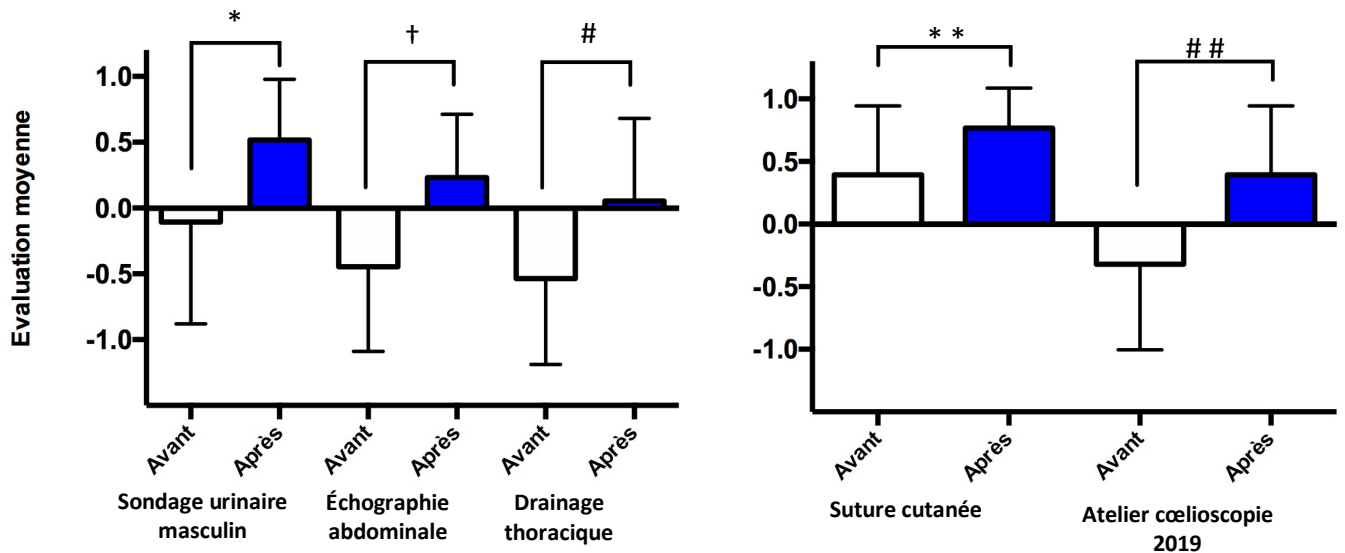 Evaluation moyenne
*
†
#
1.0
0.5
0.0
-0.5
-1.0
Avant
Après
Avant
Après
Avant
Après
Sondage urinaire
masculin
Échographie
abdominale
Drainage
thoracique
* *
# #
1.0
0.5
0.0
-0.5
-1.0
Avant
Après
Avant
Après
Suture cutanée
Atelier cœlioscopie
2019